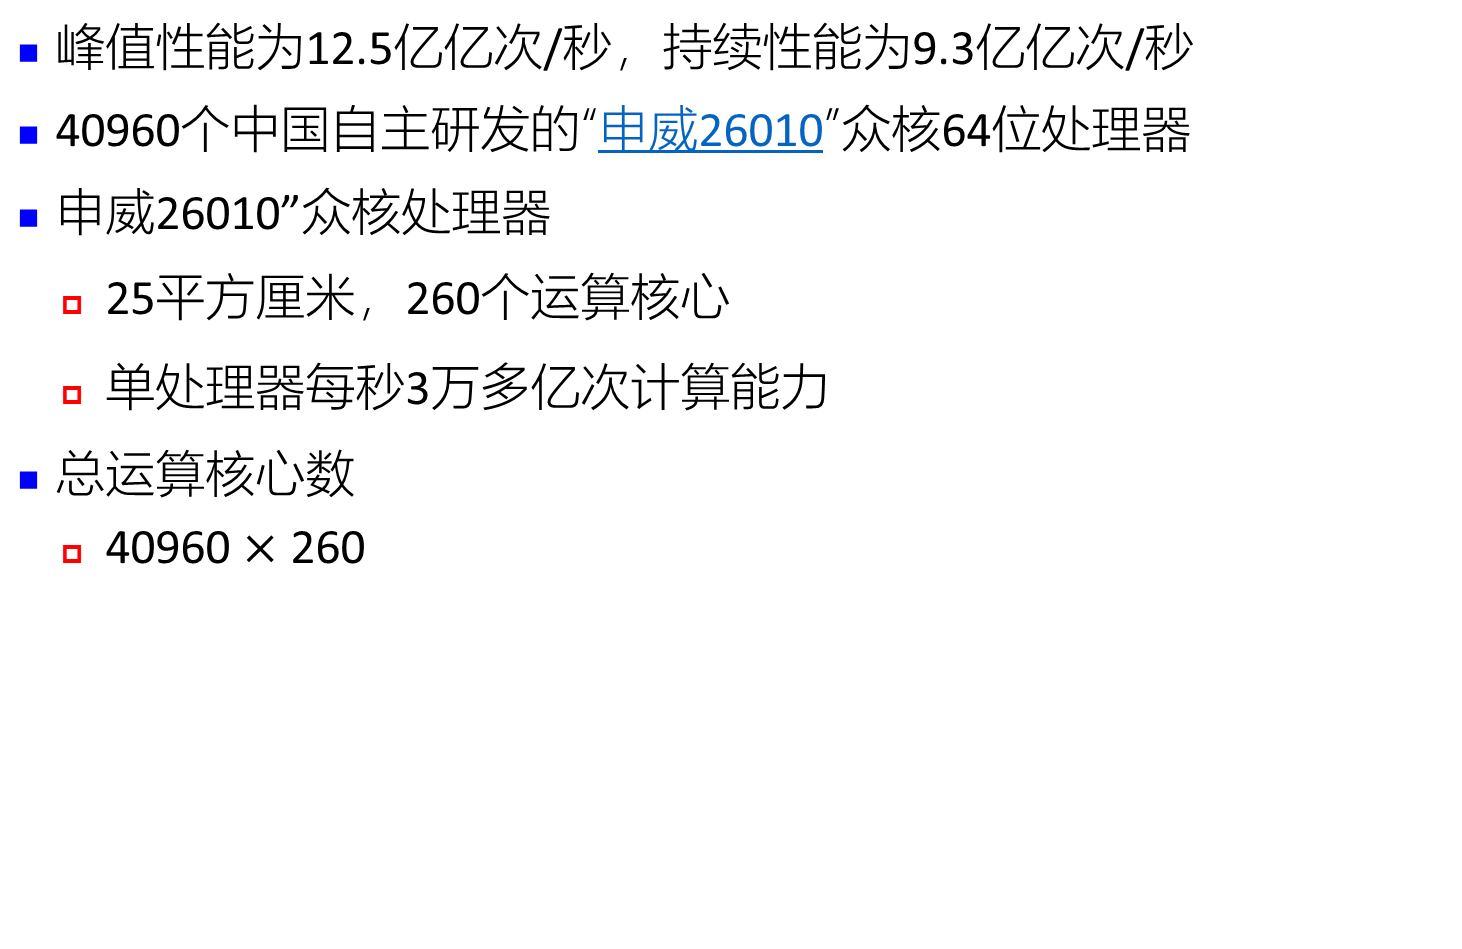 峰值性能为12.5亿亿次/秒，持续性能为9.3亿亿次/秒
40960个中国自主研发的“申威26010”众核64位处理器
申威26010”众核处理器
25平方厘米，260个运算核心
单处理器每秒3万多亿次计算能力
总运算核心数
40960 × 260